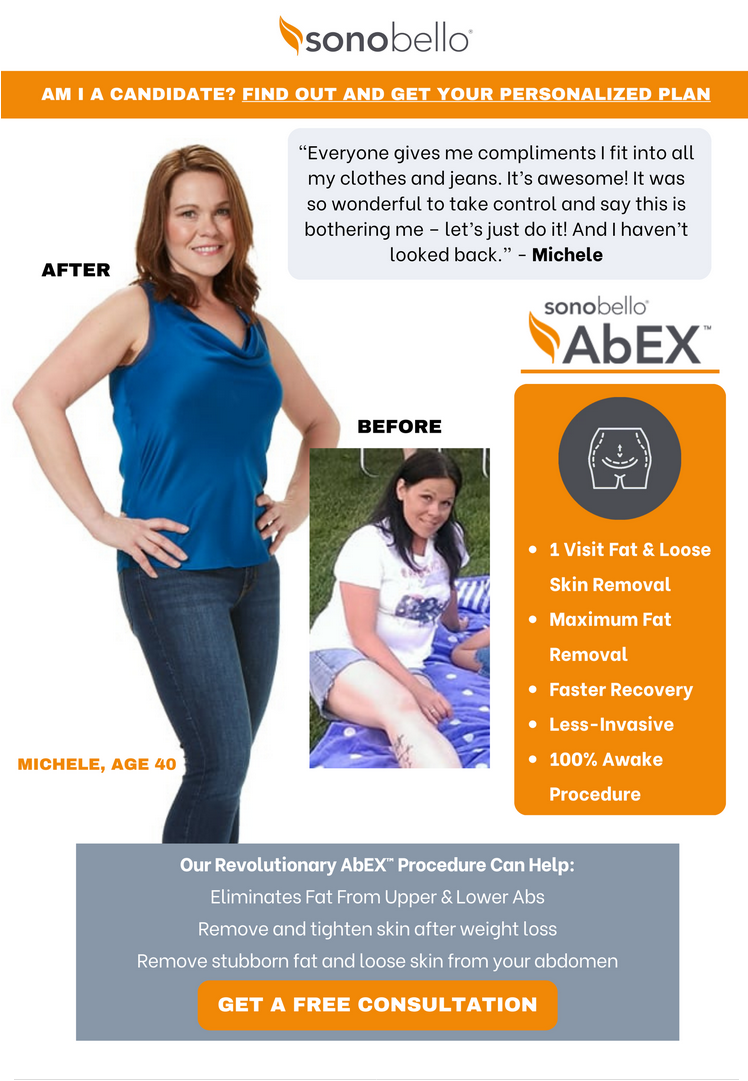 sonobello®
AM I A CANDIDATE? FIND OUT AND GET YOUR PERSONALIZED PLAN
“Everyone gives me compliments I fit into all
my clothes and jeans. It’s awesome! It was
so wonderful to take control and say this is
bothering me – let’s just do it! And I haven’t
looked back.” - Michele
AFTER
sonobello®
AbEX™
BEFORE
• 1 Visit Fat & Loose
Skin Removal
• Maximum Fat
Removal
• Faster Recovery
• Less-Invasive
• 100% Awake
Procedure
MICHELE, AGE 40
Our Revolutionary AbEX™ Procedure Can Help:
Eliminates Fat From Upper & Lower Abs
Remove and tighten skin after weight loss
Remove stubborn fat and loose skin from your abdomen
GET A FREE CONSULTATION